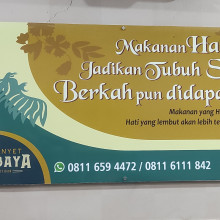 Makanan Ha
Jadikan Tubuh S
Berkah pun didapa
Makanan yang H
Hati yang lembut akan lebih te
NYET
BAYA
0811 659 4472 / 0811 6111 842